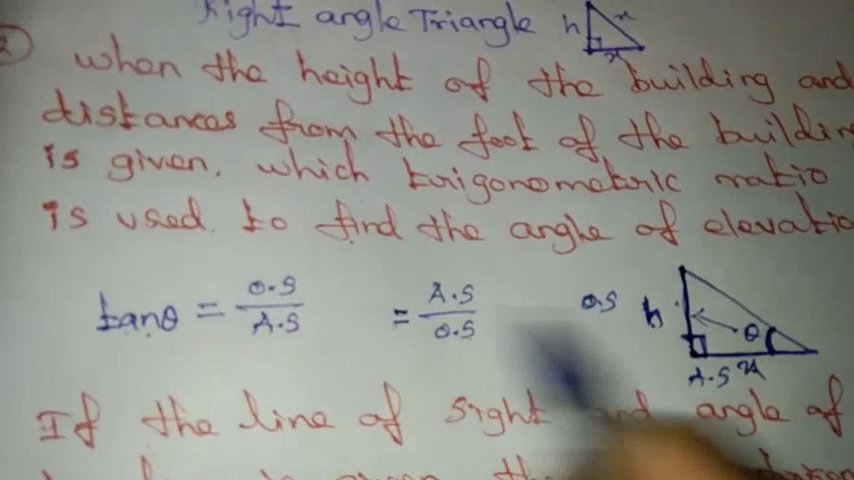 Right angle Triangle h x x
2
when the height of the building and
distances from the foot of the buildin
is given, which trigonometric ratio
is used to find the angle of elevatio
tanθ = O.S / A.S = A.S / O.S O.S h θ
A.S x
If the line of sight and angle of